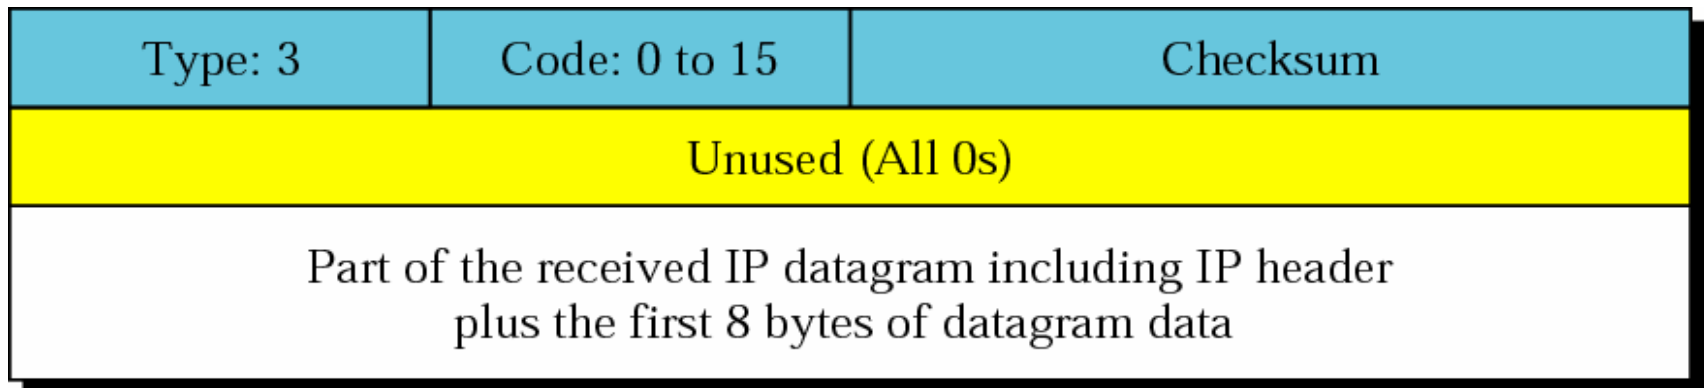 Type: 3 Code: 0 to 15 Checksum
Unused (All 0s)
Part of the received IP datagram including IP header
plus the first 8 bytes of datagram data